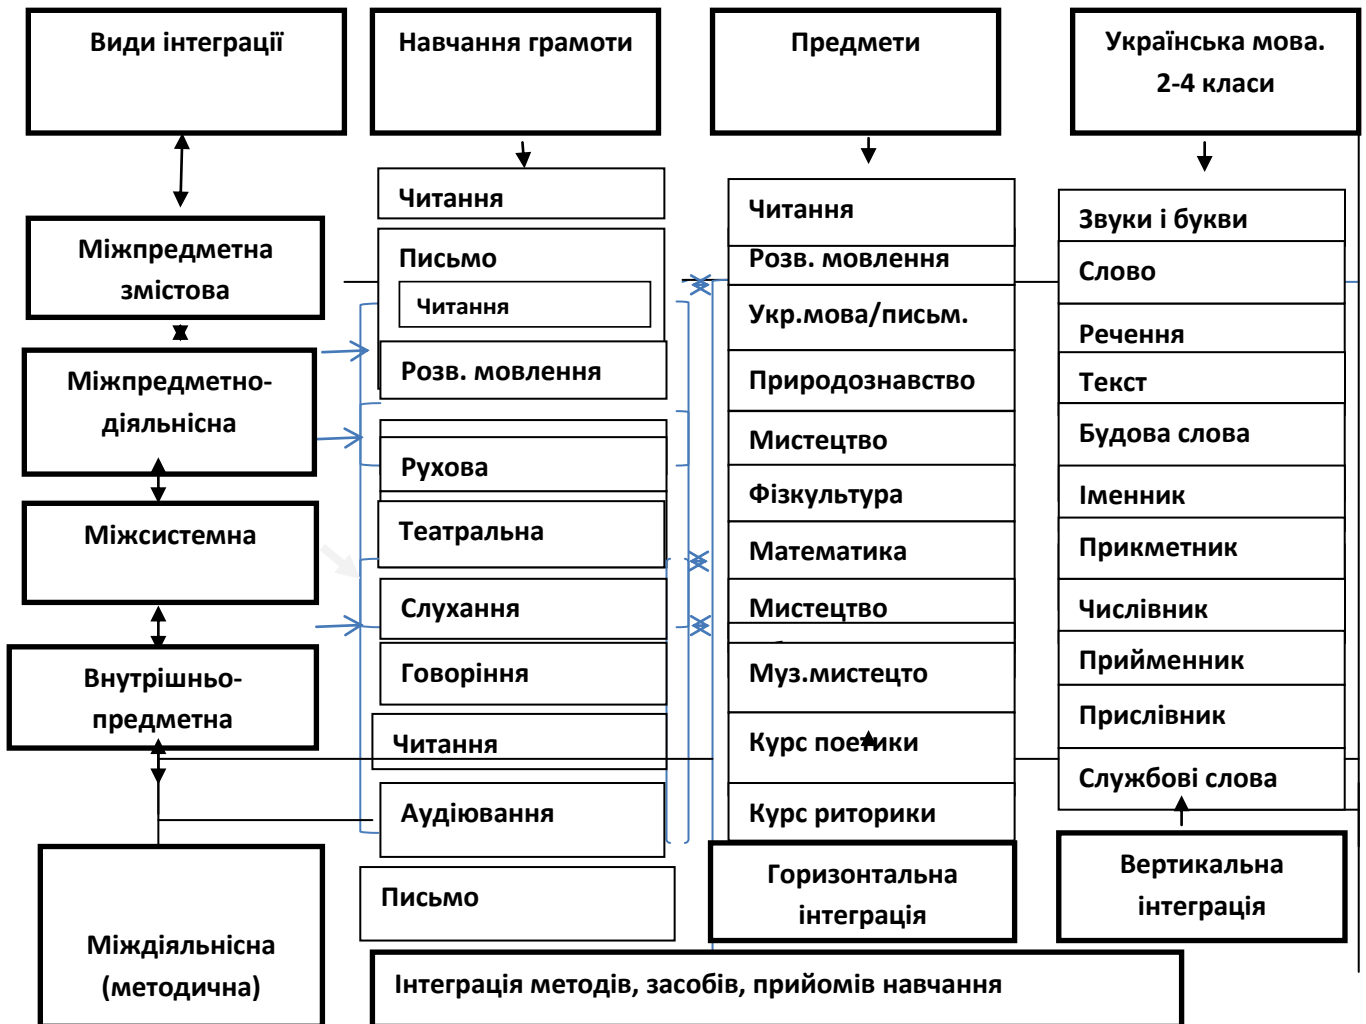 Види інтеграції
Навчання грамоти
Предмети
Українська мова.
2-4 класи
Міжпредметна
змістова
Міжпредметно-
діяльнісна
Міжсистемна
Внутрішньо-
предметна
Міждіяльнісна
(методична)
Читання
Письмо
Читання
Розв. мовлення
Рухова
Театральна
Слухання
Говоріння
Читання
Аудіювання
Письмо
Читання
Розв. мовлення
Укр.мова/письм.
Природознавство
Мистецтво
Фізкультура
Математика
Мистецтво
Муз.мистецто
Курс поетики
Курс риторики
Горизонтальна
інтеграція
Звуки і букви
Слово
Речення
Текст
Будова слова
Іменник
Прикметник
Числівник
Прийменник
Прислівник
Службові слова
Вертикальна
інтеграція
Інтеграція методів, засобів, прийомів навчання